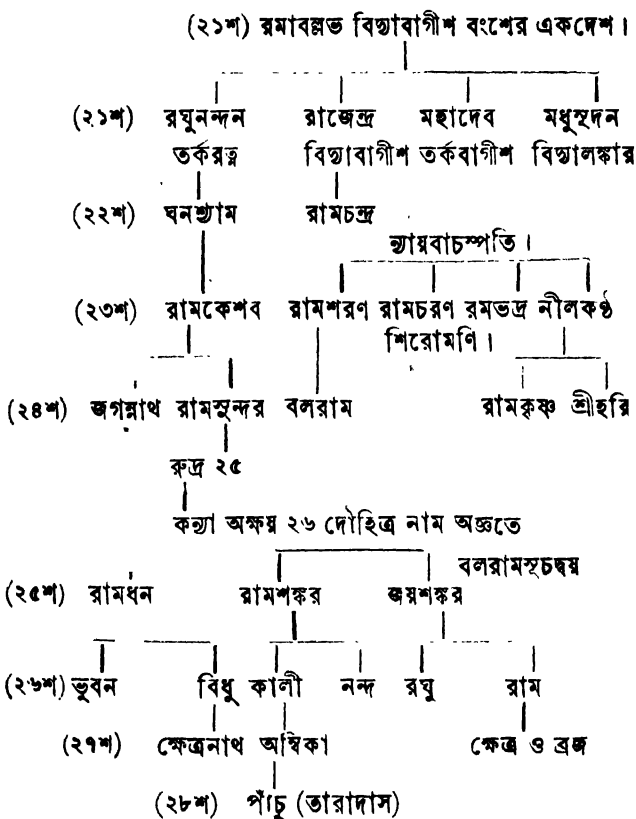 (২১শ) রমাবল্লভ বিদ্যাবাগীশ বংশের একদেশ।
(২১শ) রঘুনন্দন রাজেন্দ্র মহাদেব মধুসূদন
তর্করত্ন বিদ্যাবাগীশ তর্কবাগীশ বিদ্যালঙ্কার
(২২শ) ঘনশ্যাম রামচন্দ্র
ন্যায়বাচস্পতি।
(২৩শ) রামকেশব রামশরণ রামচরণ রমভদ্র নীলকণ্ঠ
শিরোমণি।
(২৪শ) জগন্নাথ রামসুন্দর বলরাম রামকৃষ্ণ শ্রীহরি
রুদ্র ২৫
কন্যা অক্ষয় ২৬ দৌহিত্র নাম অজ্ঞতে
বলরামসূচদ্বয়
(২৫শ) রামধন রামশঙ্কর জয়শঙ্কর
(২৬শ) ভুবন বিধু কালী নন্দ রঘু রাম
(২৭শ) ক্ষেত্রনাথ অম্বিকা ক্ষেত্র ও ব্রজ
(২৮শ) পাঁচু (তারাদাস)